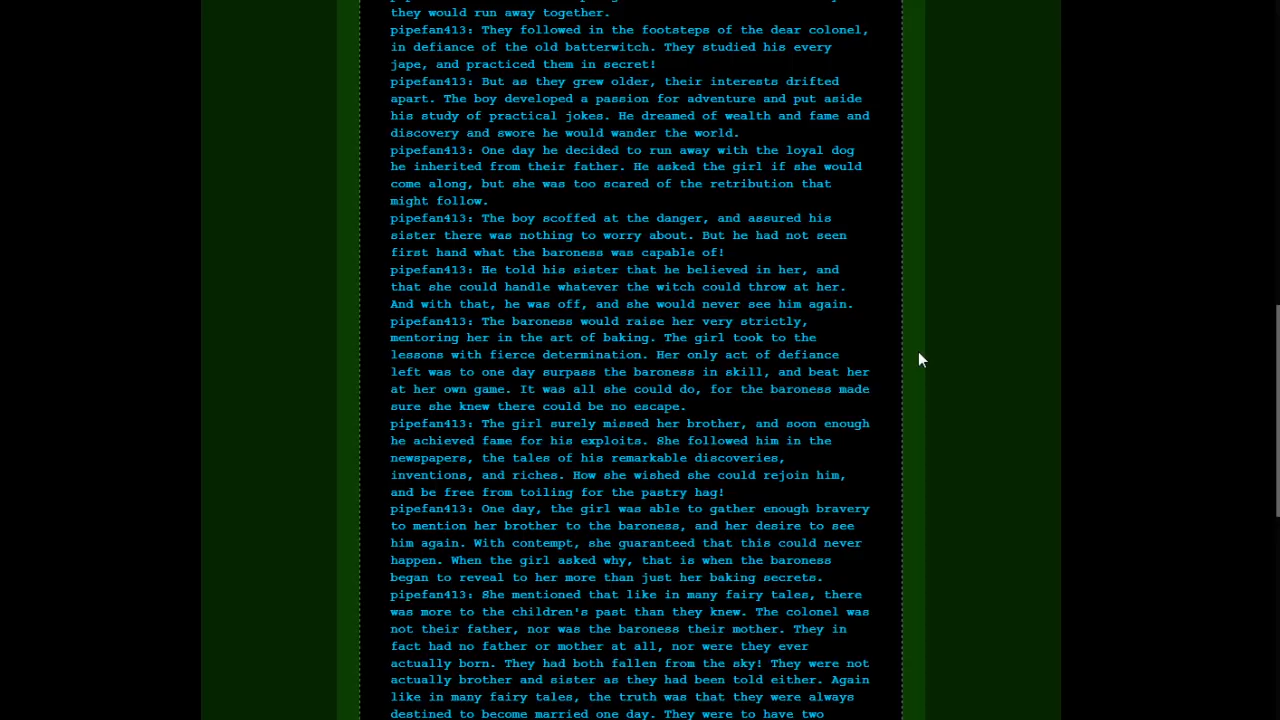 they would run away together.
pipefan413: They followed in the footsteps of the dear colonel,
in defiance of the old batterwitch. They studied his every
jape, and practiced them in secret!
pipefan413: But as they grew older, their interests drifted
apart. The boy developed a passion for adventure and put aside
his study of practical jokes. He dreamed of wealth and fame and
discovery and swore he would wander the world.
pipefan413: One day he decided to run away with the loyal dog
he inherited from their father. He asked the girl if she would
come along, but she was too scared of the retribution that
might follow.
pipefan413: The boy scoffed at the danger, and assured his
sister there was nothing to worry about. But he had not seen
first hand what the baroness was capable of!
pipefan413: He told his sister that he believed in her, and
that she could handle whatever the witch could throw at her.
And with that, he was off, and she would never see him again.
pipefan413: The baroness would raise her very strictly,
mentoring her in the art of baking. The girl took to the
lessons with fierce determination. Her only act of defiance
left was to one day surpass the baroness in skill, and beat her
at her own game. It was all she could do, for the baroness made
sure she knew there could be no escape.
pipefan413: The girl surely missed her brother, and soon enough
he achieved fame for his exploits. She followed him in the
newspapers, the tales of his remarkable discoveries,
inventions, and riches. How she wished she could rejoin him,
and be free from toiling for the pastry hag!
pipefan413: One day, the girl was able to gather enough bravery
to mention her brother to the baroness, and her desire to see
him again. With contempt, she guaranteed that this could never
happen. When the girl asked why, that is when the baroness
began to reveal to her more than just her baking secrets.
pipefan413: She mentioned that like in many fairy tales, there
was more to the children's past than they knew. The colonel was
not their father, nor was the baroness their mother. They in
fact had no father or mother at all, nor were they ever
actually born. They had both fallen from the sky! They were not
actually brother and sister as they had been told either. Again
like in many fairy tales, the truth was that they were always
destined to become married one day. They were to have two